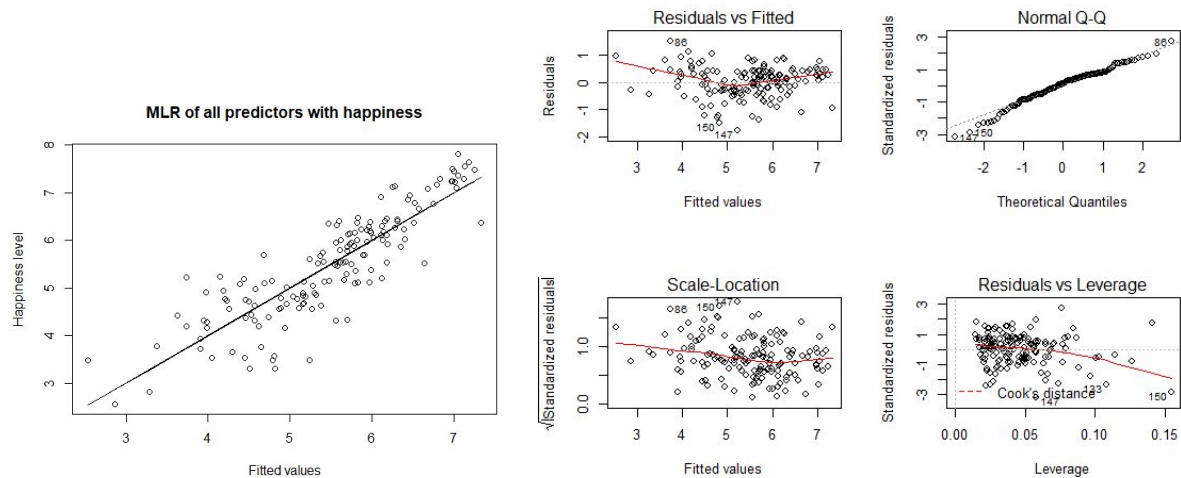 MLR of all predictors with happiness
Happiness level
8
7
6
5
4
3
3 4 5 6 7
Fitted values
Residuals vs Fitted
Residuals
1
0
-1
-2
86
150
147
3 4 5 6 7
Fitted values
Normal Q-Q
Standardized residuals
3
1
-1
-3
86
150
147
-2 -1 0 1 2
Theoretical Quantiles
Scale-Location
√|Standardized residuals|
1.0
0.0
86
150
147
3 4 5 6 7
Fitted values
Residuals vs Leverage
Standardized residuals
3
1
-1
-3
Cook's distance
133
147
150
0.00 0.05 0.10 0.15
Leverage